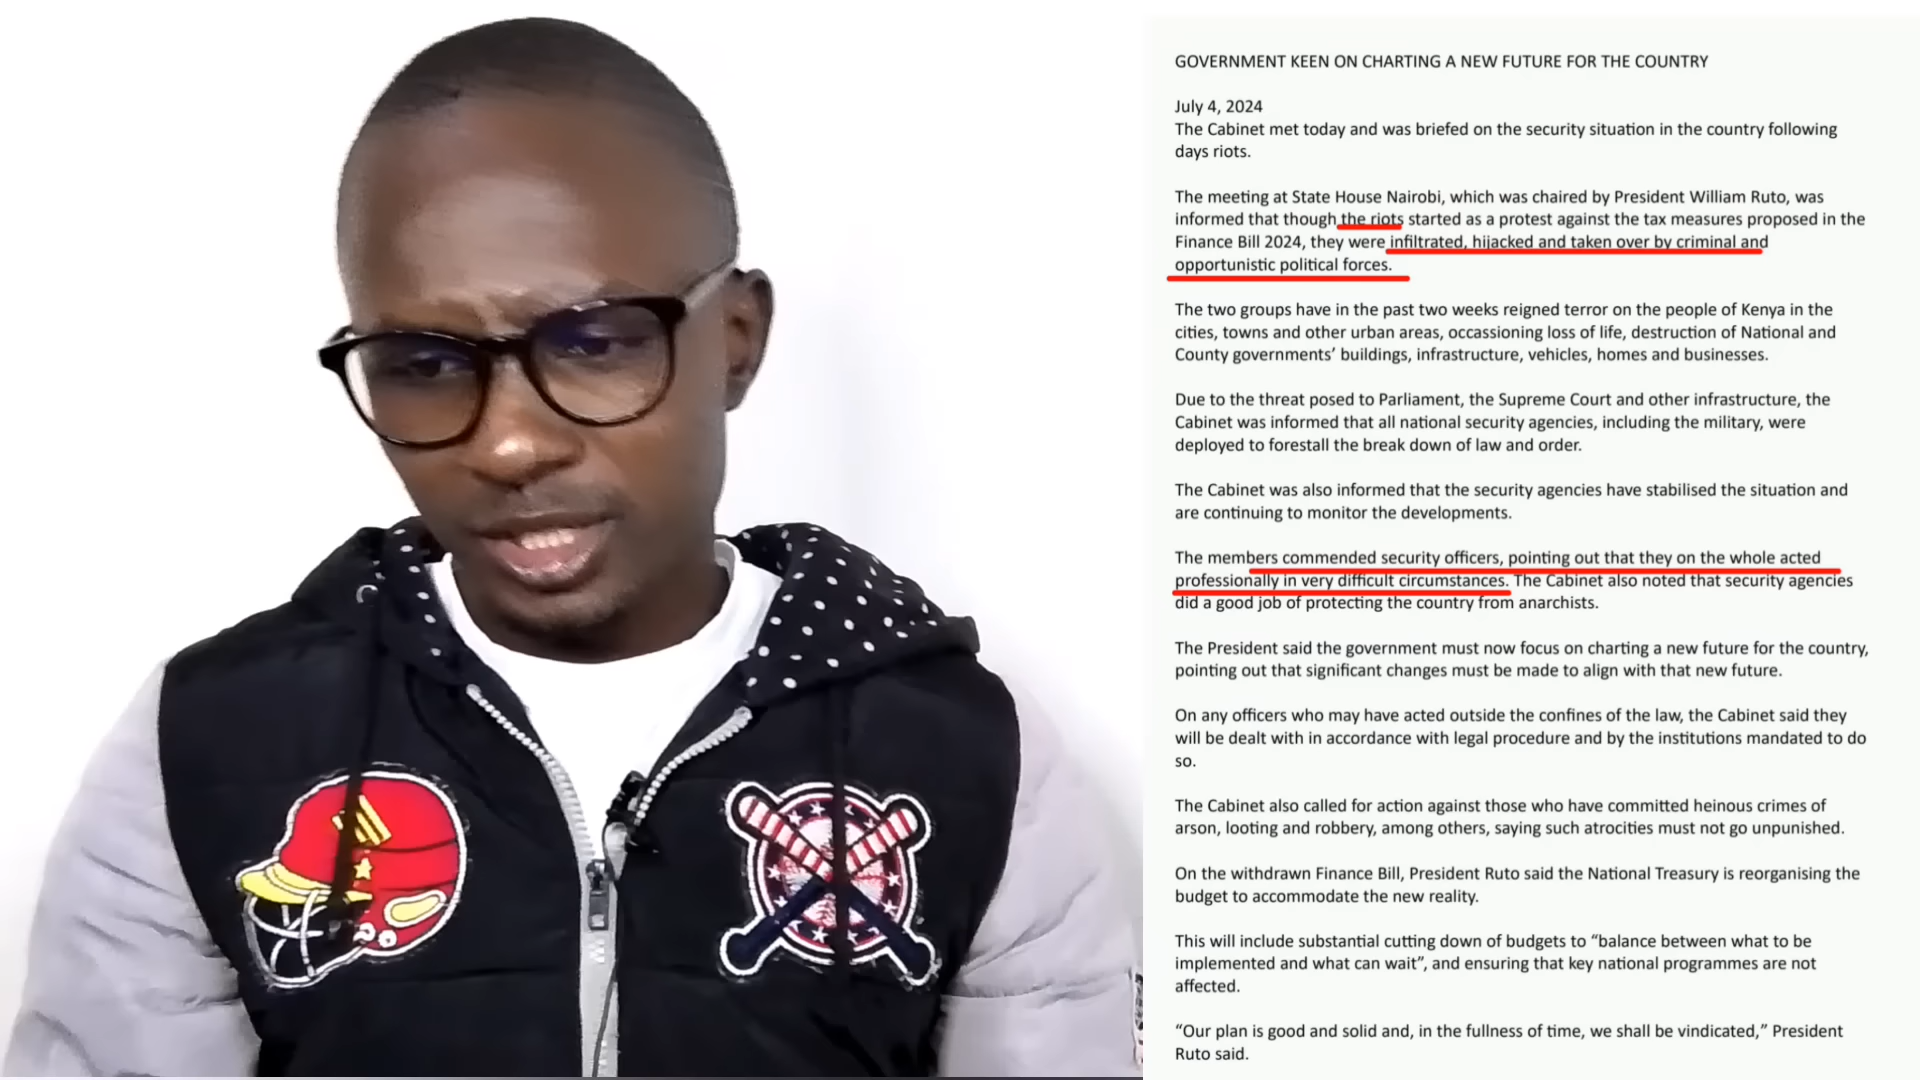 GOVERNMENT KEEN ON CHARTING A NEW FUTURE FOR THE COUNTRY
July 4, 2024
The Cabinet met today and was briefed on the security situation in the country following
days riots.
The meeting at State House Nairobi, which was chaired by President William Ruto, was
informed that though the riots started as a protest against the tax measures proposed in the
Finance Bill 2024, they were infiltrated, hijacked and taken over by criminal and
opportunistic political forces.
The two groups have in the past two weeks reigned terror on the people of Kenya in the
cities, towns and other urban areas, occassioning loss of life, destruction of National and
County governments’ buildings, infrastructure, vehicles, homes and businesses.
Due to the threat posed to Parliament, the Supreme Court and other infrastructure, the
Cabinet was informed that all national security agencies, including the military, were
deployed to forestall the break down of law and order.
The Cabinet was also informed that the security agencies have stabilised the situation and
are continuing to monitor the developments.
The members commended security officers, pointing out that they on the whole acted
professionally in very difficult circumstances. The Cabinet also noted that security agencies
did a good job of protecting the country from anarchists.
The President said the government must now focus on charting a new future for the country,
pointing out that significant changes must be made to align with that new future.
On any officers who may have acted outside the confines of the law, the Cabinet said they
will be dealt with in accordance with legal procedure and by the institutions mandated to do
so.
The Cabinet also called for action against those who have committed heinous crimes of
arson, looting and robbery, among others, saying such atrocities must not go unpunished.
On the withdrawn Finance Bill, President Ruto said the National Treasury is reorganising the
budget to accommodate the new reality.
This will include substantial cutting down of budgets to “balance between what to be
implemented and what can wait”, and ensuring that key national programmes are not
affected.
“Our plan is good and solid and, in the fullness of time, we shall be vindicated,” President
Ruto said.